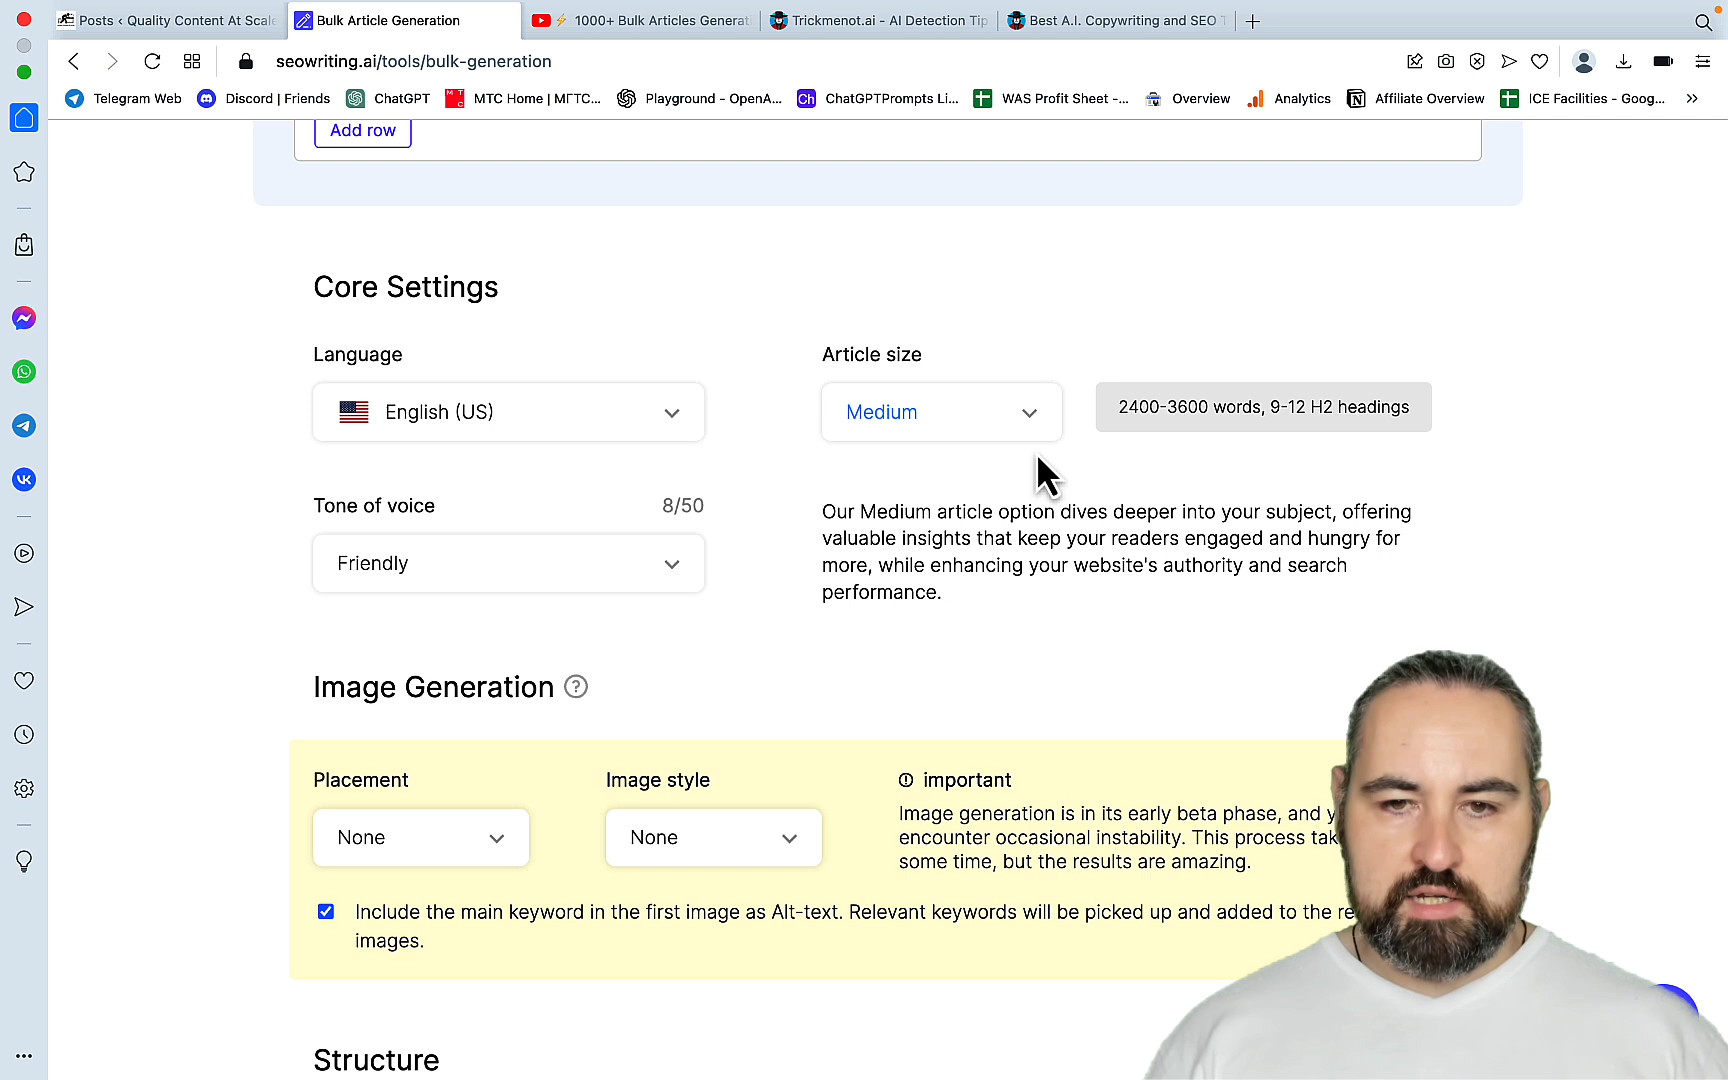 Posts ‹ Quality Content At Scale
Bulk Article Generation
1000+ Bulk Articles Generat
Trickmenot.ai - AI Detection Tip
Best A.I. Copywriting and SEO T
seowriting.ai/tools/bulk-generation
Telegram Web
Discord | Friends
ChatGPT
МТС Home | МГТС...
Playground - OpenA...
Ch ChatGPTPrompts Li...
WAS Profit Sheet -...
Overview
Analytics
Affiliate Overview
ICE Facilities - Goog...
Add row
Core Settings
Language
Article size
English (US)
Medium
2400-3600 words, 9-12 H2 headings
Tone of voice
8/50
Friendly
Our Medium article option dives deeper into your subject, offering
valuable insights that keep your readers engaged and hungry for
more, while enhancing your website's authority and search
performance.
Image Generation
Placement
Image style
important
None
None
Image generation is in its early beta phase, and y
encounter occasional instability. This process tak
some time, but the results are amazing.
Include the main keyword in the first image as Alt-text. Relevant keywords will be picked up and added to the re
images.
Structure